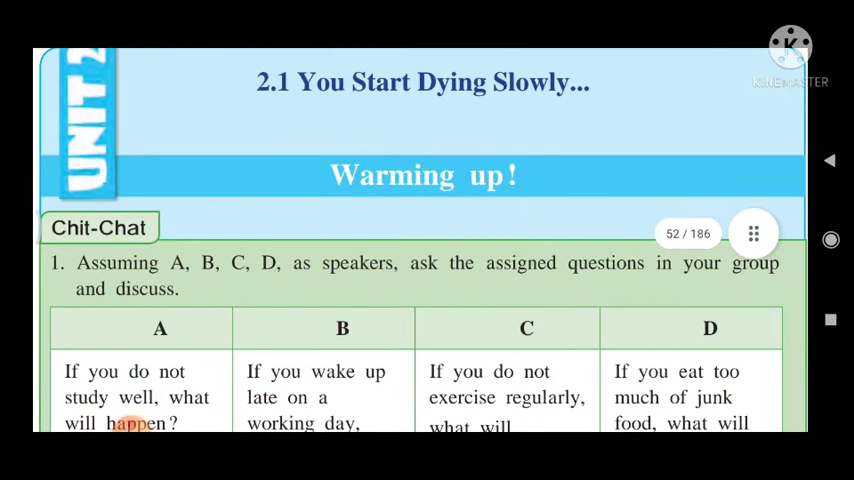 UNIT 2
2.1 You Start Dying Slowly...
KINEMASTER
Warming up!
Chit-Chat
52 / 186
1. Assuming A, B, C, D, as speakers, ask the assigned questions in your group
and discuss.
A B C D
If you do not If you wake up If you do not If you eat too
study well, what late on a exercise regularly, much of junk
will happen? working day, what will food, what will